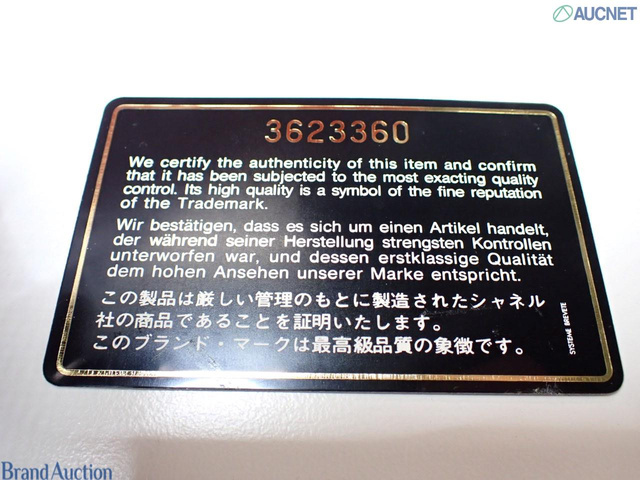 AUCNET
3623360
We certify the authenticity of this item and confirm
that it has been subjected to the most exacting quality
control. Its high quality is a symbol of the fine reputation
of the Trademark.
Wir bestätigen, dass es sich um einen Artikel handelt,
der während seiner Herstellung strengsten Kontrollen
unterworfen war, und dessen erstklassige Qualität
dem hohen Ansehen unserer Marke entspricht.
この製品は厳しい管理のもとに製造されたシャネル
社の商品であることを証明いたします。
このブランド・マークは最高級品質の象徴です。
SYSTEME BREVETE
Brand Auction